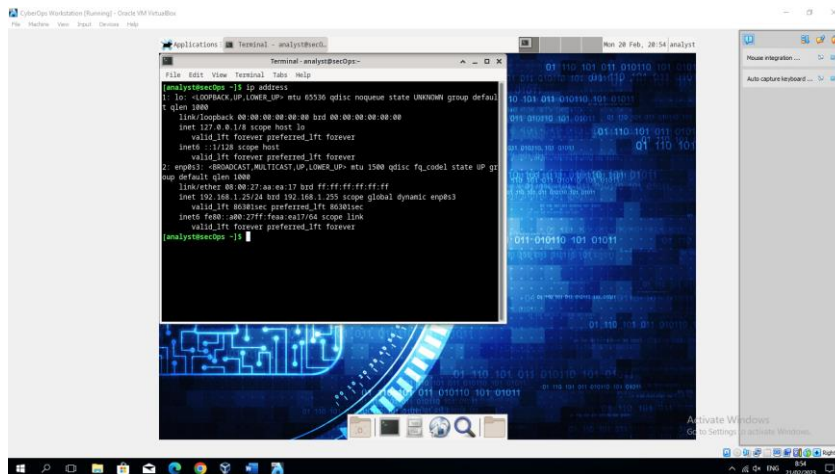 CyberOps Workstation [Running] - Oracle VM VirtualBox
File Machine View Input Devices Help
Applications Terminal - analyst@secO...
Mon 20 Feb, 20:54 analyst
Terminal - analyst@secOps:~
File Edit View Terminal Tabs Help
[analyst@secOps ~]$ ip address
1: lo: <LOOPBACK,UP,LOWER_UP> mtu 65536 qdisc noqueue state UNKNOWN group defaul
t qlen 1000
link/loopback 00:00:00:00:00:00 brd 00:00:00:00:00:00
inet 127.0.0.1/8 scope host lo
valid_lft forever preferred_lft forever
inet6 ::1/128 scope host
valid_lft forever preferred_lft forever
2: enp0s3: <BROADCAST,MULTICAST,UP,LOWER_UP> mtu 1500 qdisc fq_codel state UP gr
oup default qlen 1000
link/ether 08:00:27:aa:ea:17 brd ff:ff:ff:ff:ff:ff
inet 192.168.1.25/24 brd 192.168.1.255 scope global dynamic enp0s3
valid_lft 86301sec preferred_lft 86301sec
inet6 fe80::a00:27ff:feaa:ea17/64 scope link
valid_lft forever preferred_lft forever
[analyst@secOps ~]$
Mouse integration ...
Auto capture keyboard ...
Activate Windows
Go to Settings to activate Windows.
ENG
8:54
21/02/2023